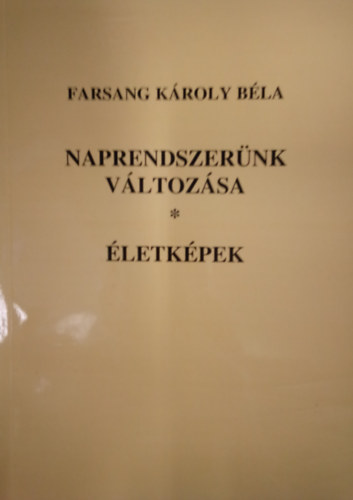 FARSANG KÁROLY BÉLA
NAPRENDSZERÜNK
VÁLTOZÁSA
*
ÉLETKÉPEK